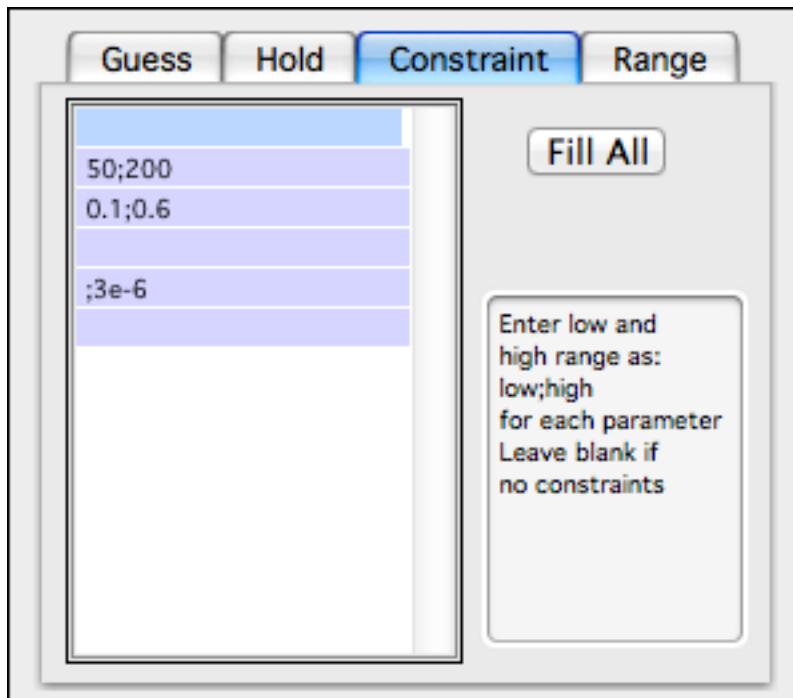 Guess Hold Constraint Range
Fill All
50;200
0.1;0.6
;3e-6
Enter low and
high range as:
low;high
for each parameter
Leave blank if
no constraints